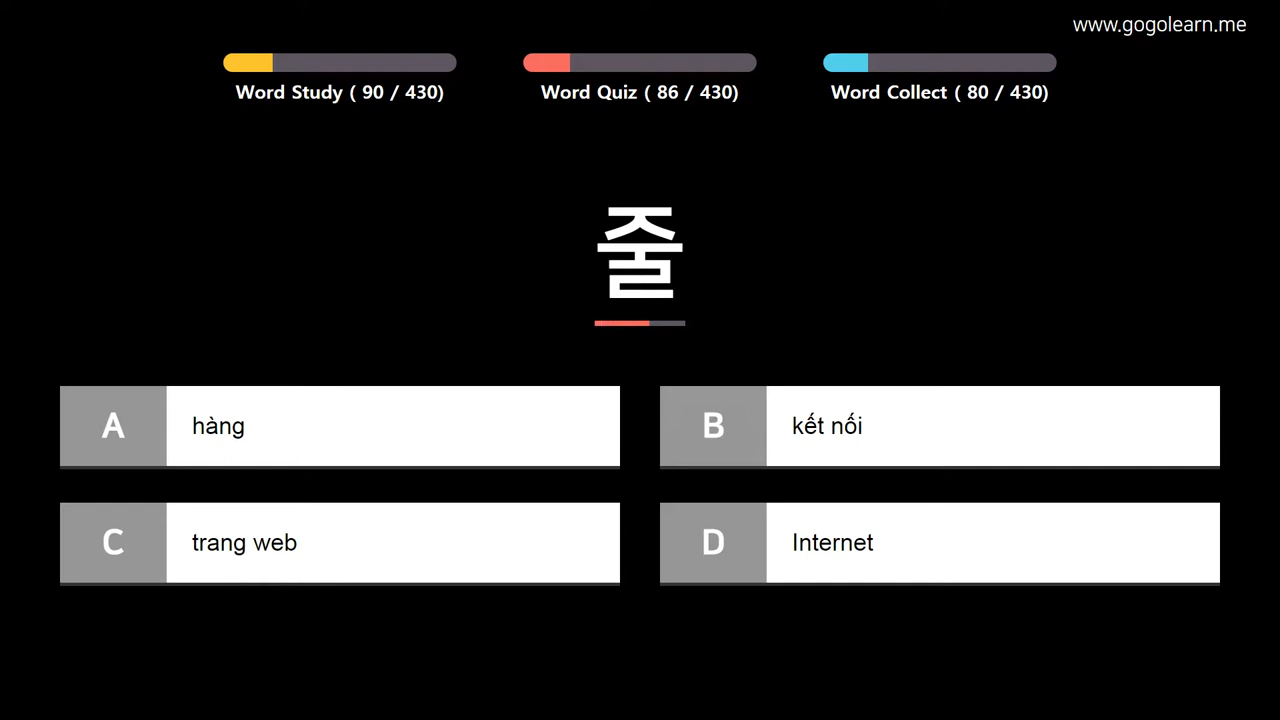 www.gogolearn.me
Word Study ( 90 / 430)
Word Quiz ( 86 / 430)
Word Collect ( 80 / 430)
줄
A hàng
B kết nối
C trang web
D Internet